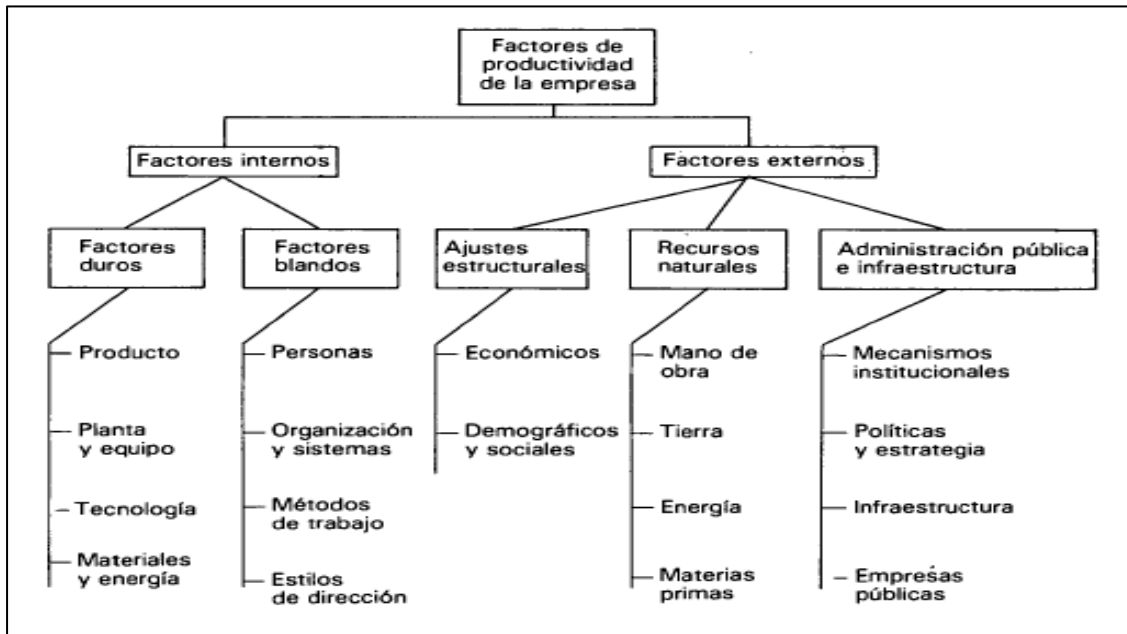 Factores de
productividad
de la empresa
Factores internos
Factores externos
Factores
duros
Factores
blandos
Ajustes
estructurales
Recursos
naturales
Administración pública
e infraestructura
Producto
Planta
y equipo
Tecnología
Materiales
y energía
Personas
Organización
y sistemas
Métodos
de trabajo
Estilos
de dirección
Económicos
Demográficos
y sociales
Mano de
obra
Tierra
Energía
Materias
primas
Mecanismos
institucionales
Políticas
y estrategia
Infraestructura
Empresas
públicas